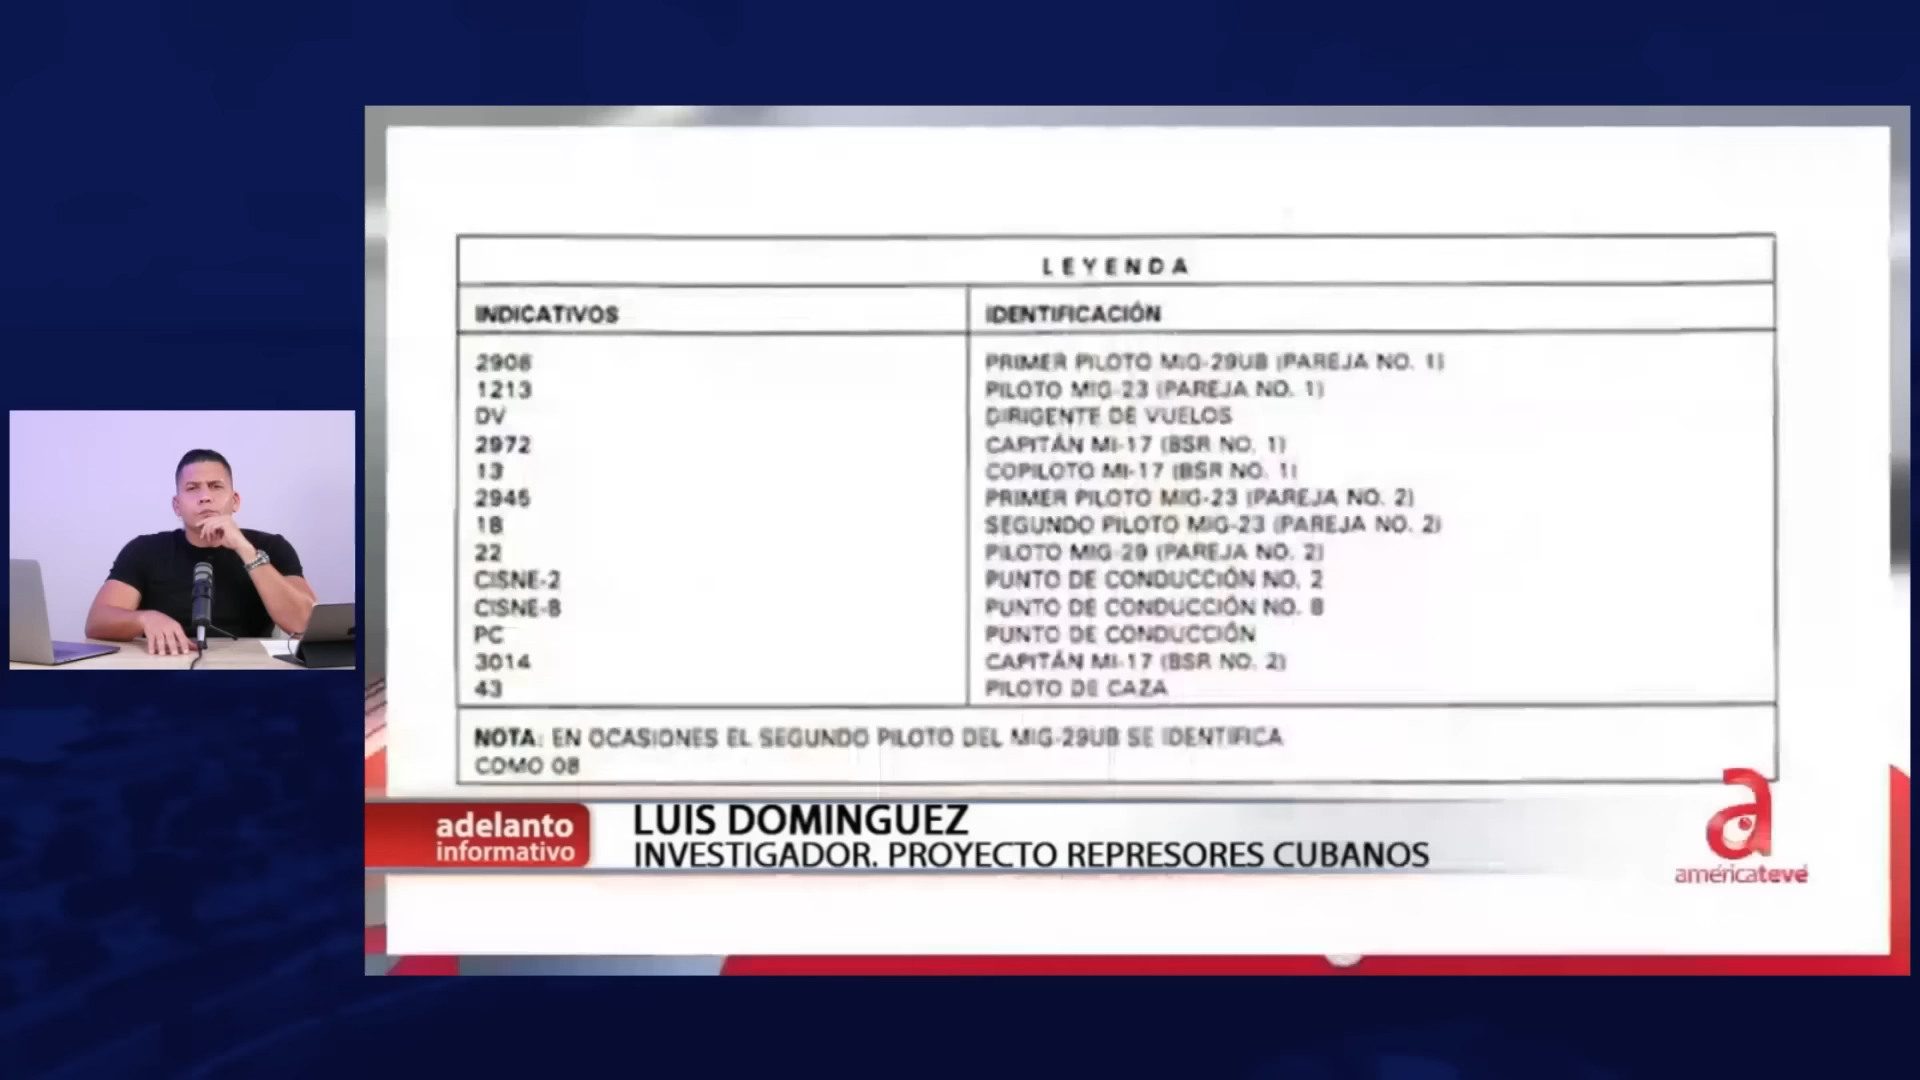 LEYENDA
INDICATIVOS IDENTIFICACIÓN
2908 PRIMER PILOTO MIG-29UB (PAREJA NO. 1)
1213 PILOTO MIG-23 (PAREJA NO. 1)
DV DIRIGENTE DE VUELOS
2972 CAPITÁN MI-17 (BSR NO. 1)
13 COPILOTO MI-17 (BSR NO. 1)
2945 PRIMER PILOTO MIG-23 (PAREJA NO. 2)
18 SEGUNDO PILOTO MIG-23 (PAREJA NO. 2)
22 PILOTO MIG-29 (PAREJA NO. 2)
CISNE-2 PUNTO DE CONDUCCIÓN NO. 2
CISNE-8 PUNTO DE CONDUCCIÓN NO. 8
PC PUNTO DE CONDUCCIÓN
3014 CAPITÁN MI-17 (BSR NO. 2)
43 PILOTO DE CAZA
NOTA: EN OCASIONES EL SEGUNDO PILOTO DEL MIG-29UB SE IDENTIFICA
COMO 08
adelanto
informativo
LUIS DOMINGUEZ
INVESTIGADOR. PROYECTO REPRESORES CUBANOS
a
américatevé